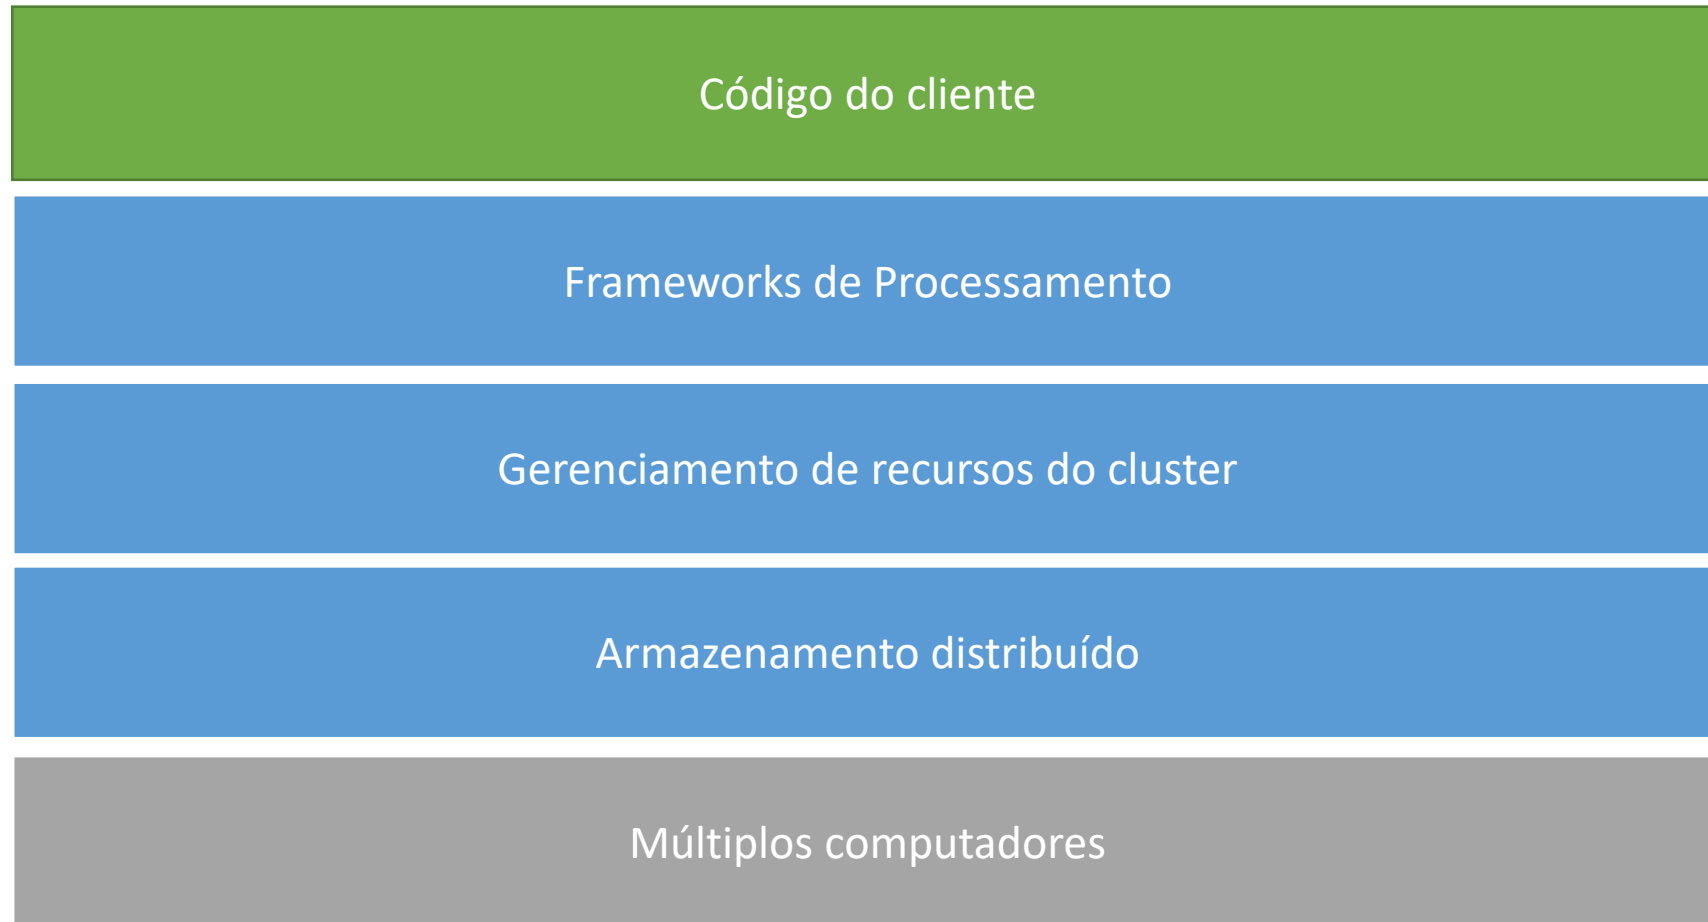 Código do cliente
Frameworks de Processamento
Gerenciamento de recursos do cluster
Armazenamento distribuído
Múltiplos computadores